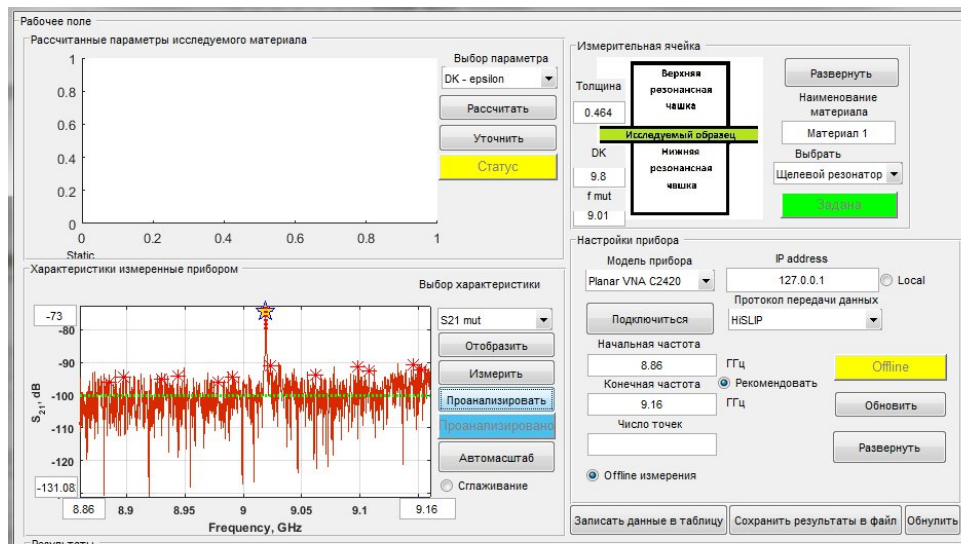 Рабочее поле
Рассчитанные параметры исследуемого материала
1
0.8
0.6
0.4
0.2
0
0
0.2
0.4
0.6
0.8
1
Static
Выбор параметра
DK - epsilon
Рассчитать
Уточнить
Статус
Измерительная ячейка
Толщина
0.464
DK
9.8
f mut
9.01
Верхняя
резонансная
чашка
Исследуемый образец
Нижняя
резонансная
чашка
Развернуть
Наименование
материала
Материал 1
Выбрать
Щелевой резонатор
Задана
Характеристики измеренные прибором
Выбор характеристики
-73
-80
-90
-100
-110
-120
-131.08
S21, dB
8.86
8.9
8.95
9
9.05
9.1
9.16
Frequency, GHz
S21 mut
Отобразить
Измерить
Проанализировать
Проанализировано
Автомасштаб
Сглаживание
Настройки прибора
Модель прибора
Planar VNA C2420
IP address
127.0.0.1
Local
Протокол передачи данных
HiSLIP
Подключиться
Начальная частота
8.86
ГГц
Конечная частота
Рекомендовать
9.16
ГГц
Число точек
Offline
Обновить
Развернуть
Offline измерения
Записать данные в таблицу
Сохранить результаты в файл
Обнулить
Результаты